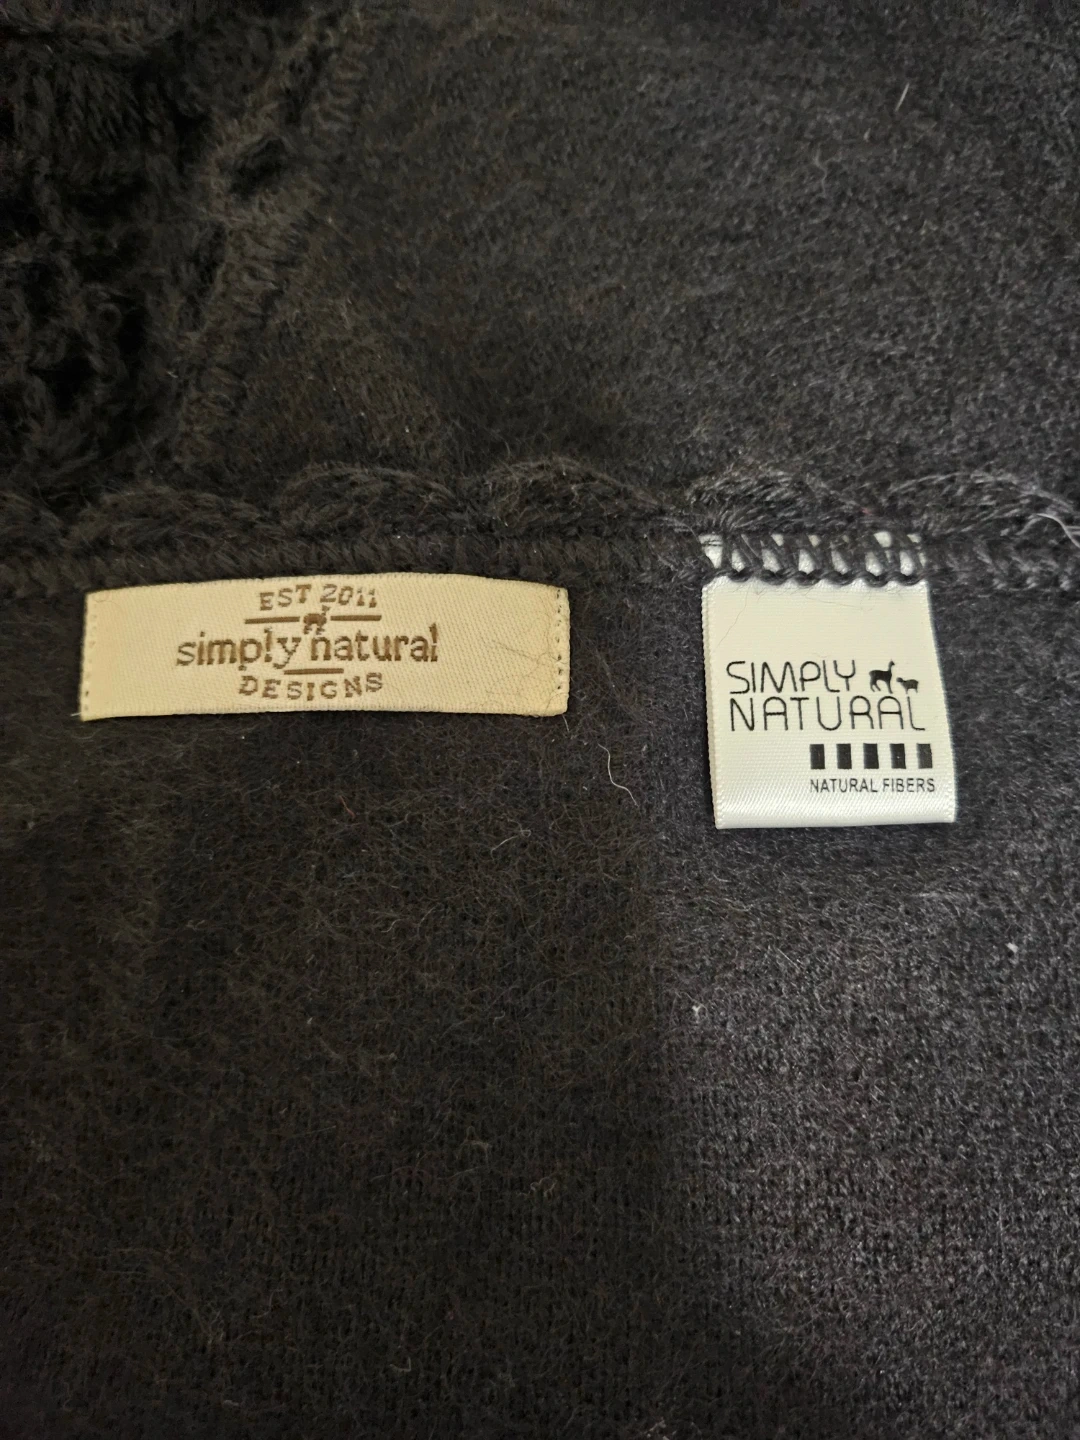 EST 2011
simply natural
DESIGNS
SIMPLY
NATURAL
NATURAL FIBERS